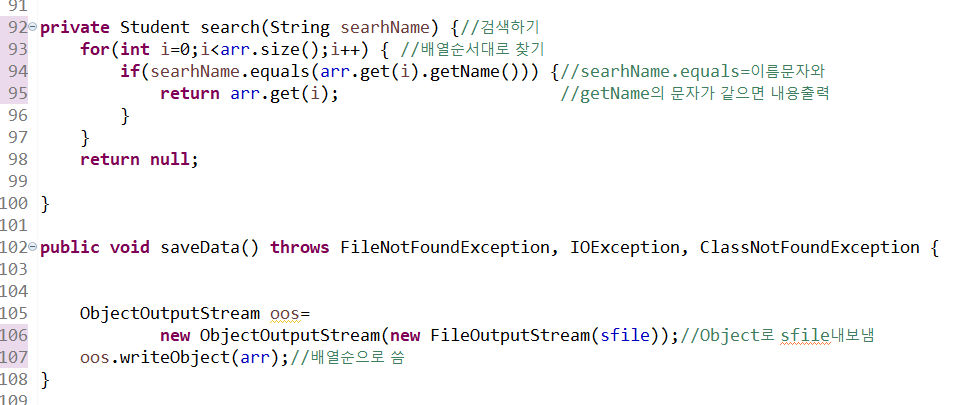 91
92 private Student search(String searhName) {//검색하기
93     for(int i=0;i<arr.size();i++) { //배열순서대로 찾기
94         if(searhName.equals(arr.get(i).getName())) {//searhName.equals=이름문자와
95             return arr.get(i);                      //getName의 문자가 같으면 내용출력
96         }
97     }
98     return null;
99
100 }
101
102 public void saveData() throws FileNotFoundException, IOException, ClassNotFoundException {
103
104
105     ObjectOutputStream oos=
106             new ObjectOutputStream(new FileOutputStream(sfile));//Object로 sfile내보냄
107     oos.writeObject(arr);//배열순으로 씀
108 }
109